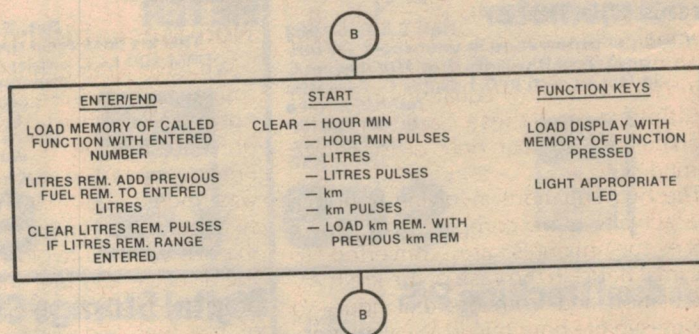 B
ENTER/END
LOAD MEMORY OF CALLED
FUNCTION WITH ENTERED
NUMBER
LITRES REM. ADD PREVIOUS
FUEL REM. TO ENTERED
LITRES
CLEAR LITRES REM. PULSES
IF LITRES REM. RANGE
ENTERED
START
CLEAR — HOUR MIN
— HOUR MIN PULSES
— LITRES
— LITRES PULSES
— km
— km PULSES
— LOAD km REM. WITH
PREVIOUS km REM
FUNCTION KEYS
LOAD DISPLAY WITH
MEMORY OF FUNCTION
PRESSED
LIGHT APPROPRIATE
LED
B